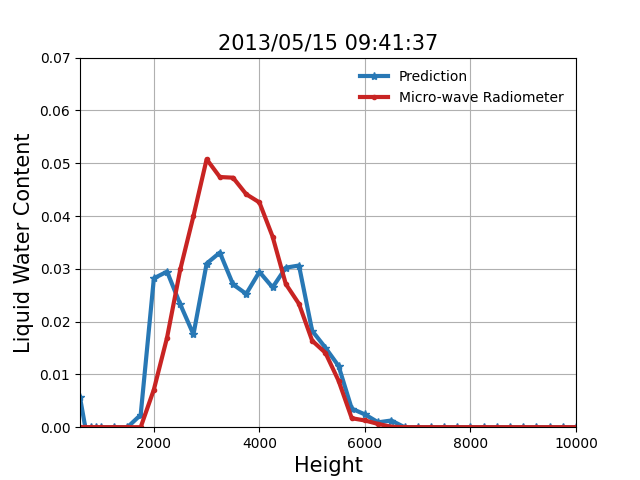 2013/05/15 09:41:37
0.07
0.06
0.05
0.04
0.03
0.02
0.01
0.00
Liquid Water Content
Prediction
Micro-wave Radiometer
2000 4000 6000 8000 10000
Height